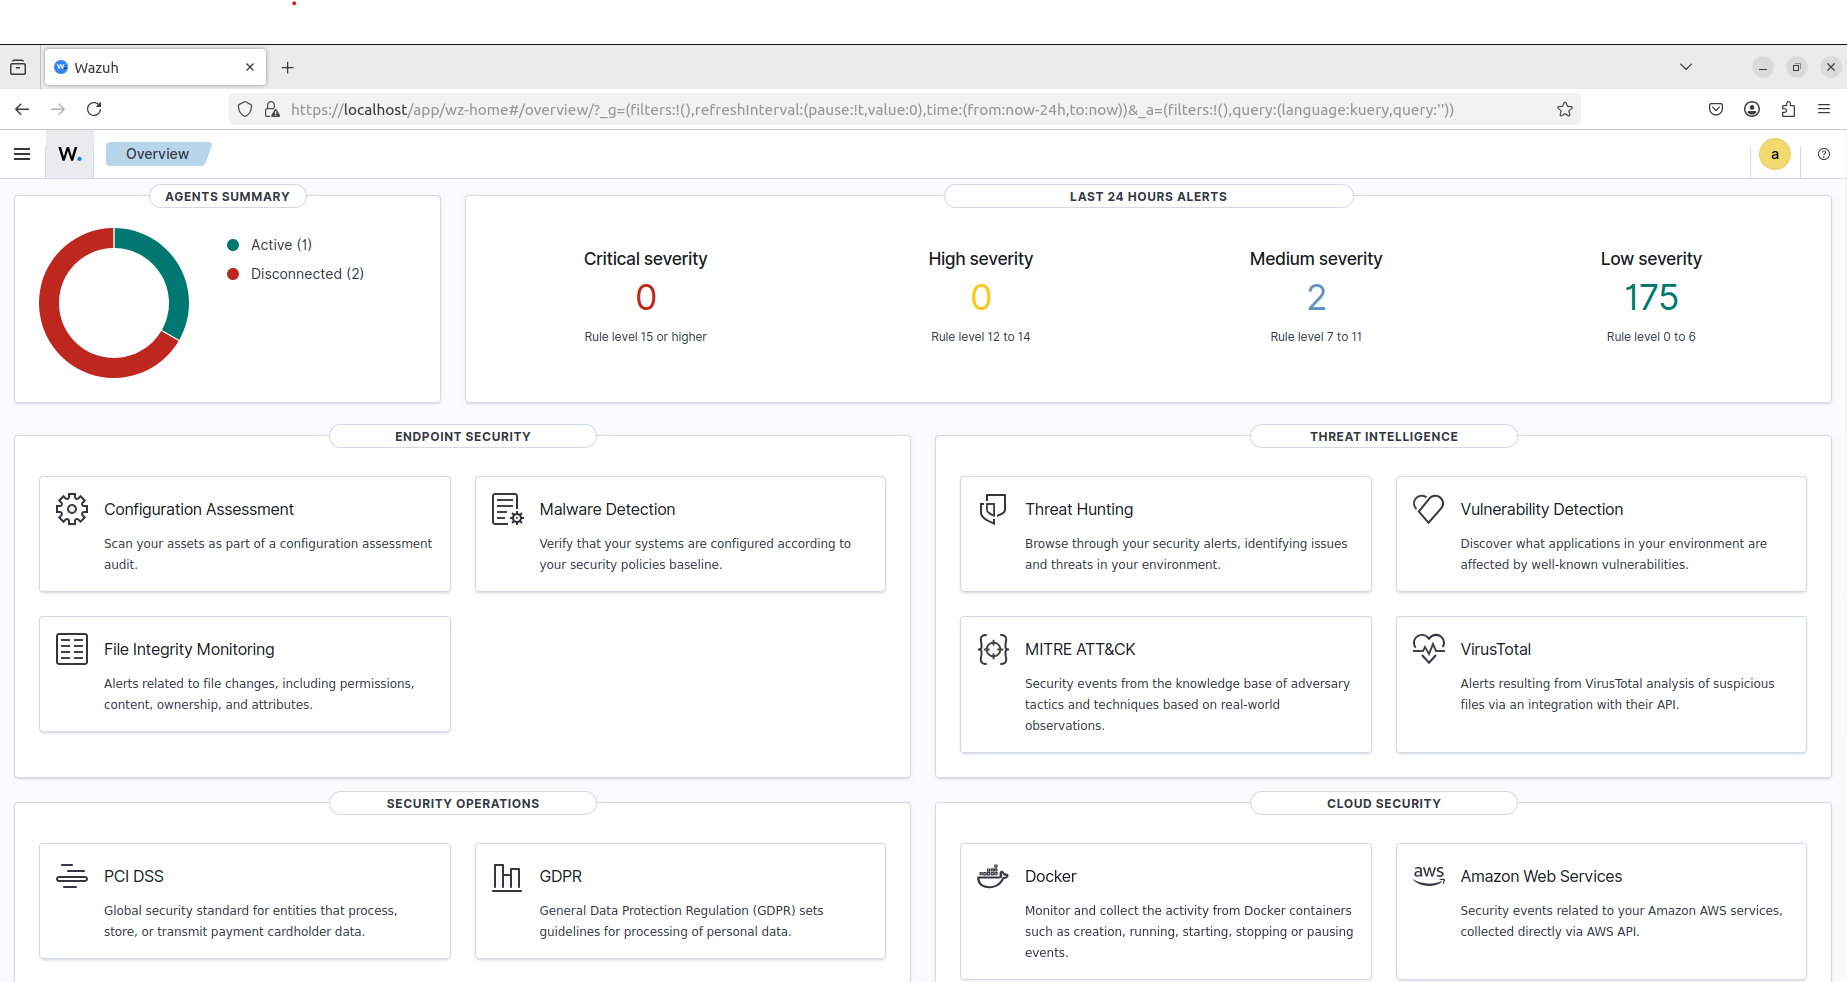 Wazuh
https://localhost/app/wz-home#/overview/?_g=(filters:!(),refreshInterval:(pause:!t,value:0),time:(from:now-24h,to:now))&_a=(filters:!(),query:(language:kuery,query:''))
W.
Overview
a
AGENTS SUMMARY
Active (1)
Disconnected (2)
LAST 24 HOURS ALERTS
Critical severity
0
Rule level 15 or higher
High severity
0
Rule level 12 to 14
Medium severity
2
Rule level 7 to 11
Low severity
175
Rule level 0 to 6
ENDPOINT SECURITY
Configuration Assessment
Scan your assets as part of a configuration assessment
audit.
Malware Detection
Verify that your systems are configured according to
your security policies baseline.
File Integrity Monitoring
Alerts related to file changes, including permissions,
content, ownership, and attributes.
THREAT INTELLIGENCE
Threat Hunting
Browse through your security alerts, identifying issues
and threats in your environment.
Vulnerability Detection
Discover what applications in your environment are
affected by well-known vulnerabilities.
MITRE ATT&CK
Security events from the knowledge base of adversary
tactics and techniques based on real-world
observations.
VirusTotal
Alerts resulting from VirusTotal analysis of suspicious
files via an integration with their API.
SECURITY OPERATIONS
PCI DSS
Global security standard for entities that process,
store, or transmit payment cardholder data.
GDPR
General Data Protection Regulation (GDPR) sets
guidelines for processing of personal data.
CLOUD SECURITY
Docker
Monitor and collect the activity from Docker containers
such as creation, running, starting, stopping or pausing
events.
aws
Amazon Web Services
Security events related to your Amazon AWS services,
collected directly via AWS API.